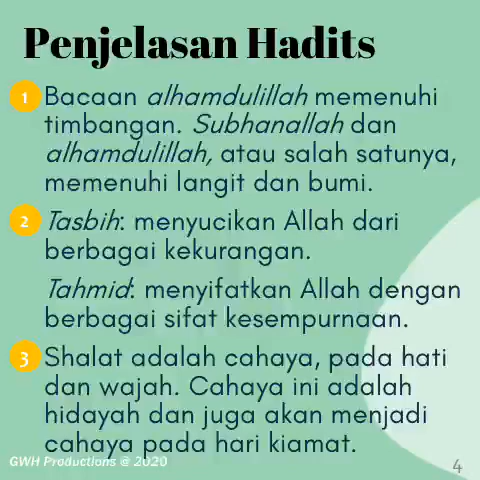 Penjelasan Hadits
1 Bacaan alhamdulillah memenuhi
timbangan. Subhanallah dan
alhamdulillah, atau salah satunya,
memenuhi langit dan bumi.
2 Tasbih: menyucikan Allah dari
berbagai kekurangan.
Tahmid: menyifatkan Allah dengan
berbagai sifat kesempurnaan.
3 Shalat adalah cahaya, pada hati
dan wajah. Cahaya ini adalah
hidayah dan juga akan menjadi
cahaya pada hari kiamat.
GWH Productions @ 2020
4